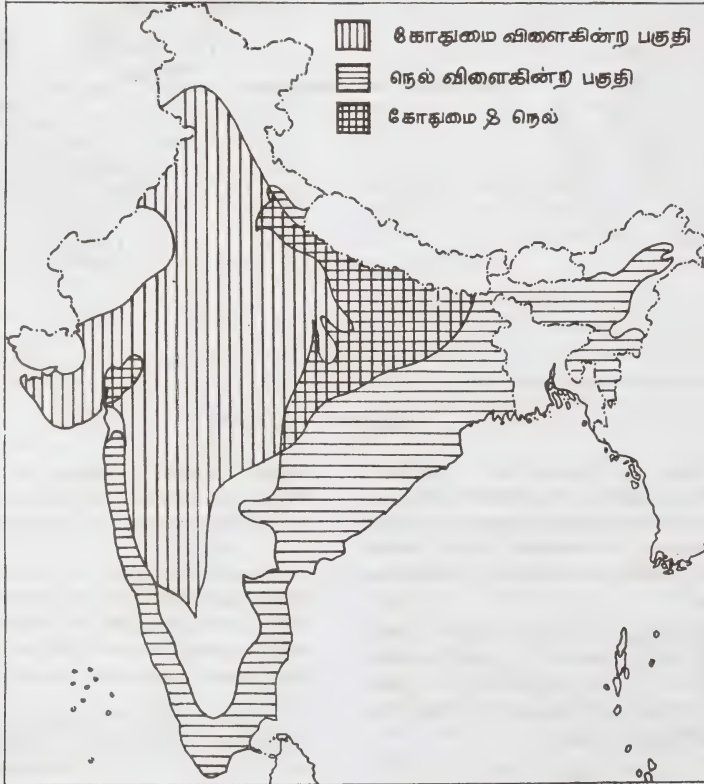 கோதுமை விளைகின்ற பகுதி
நெல் விளைகின்ற பகுதி
கோதுமை & நெல்